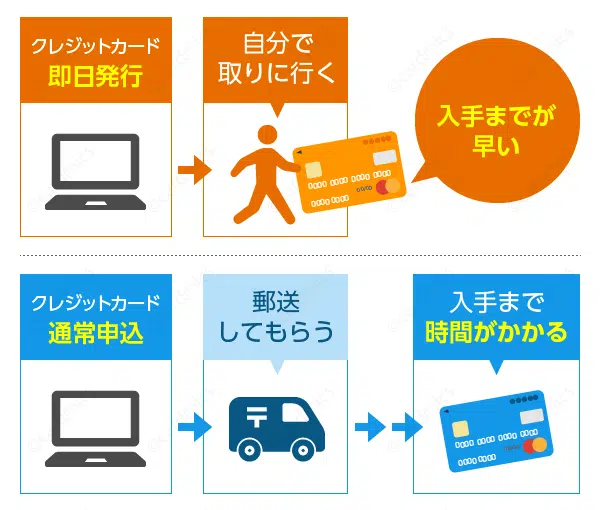 クレジットカード
即日発行
自分で
取りに行く
入手までが
早い
クレジットカード
通常申込
郵送
してもらう
入手まで
時間がかかる
〒